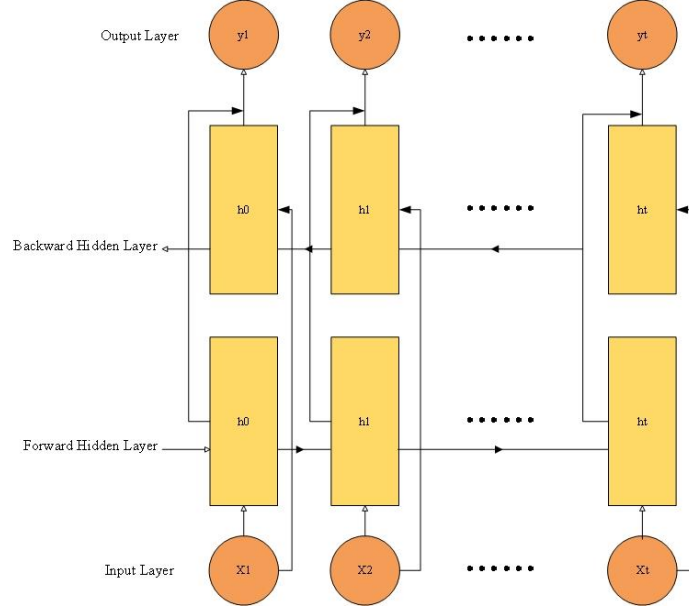 Output Layer y1 y2 yt
h0 h1 ht
Backward Hidden Layer
h0 h1 ht
Forward Hidden Layer
Input Layer X1 X2 Xt